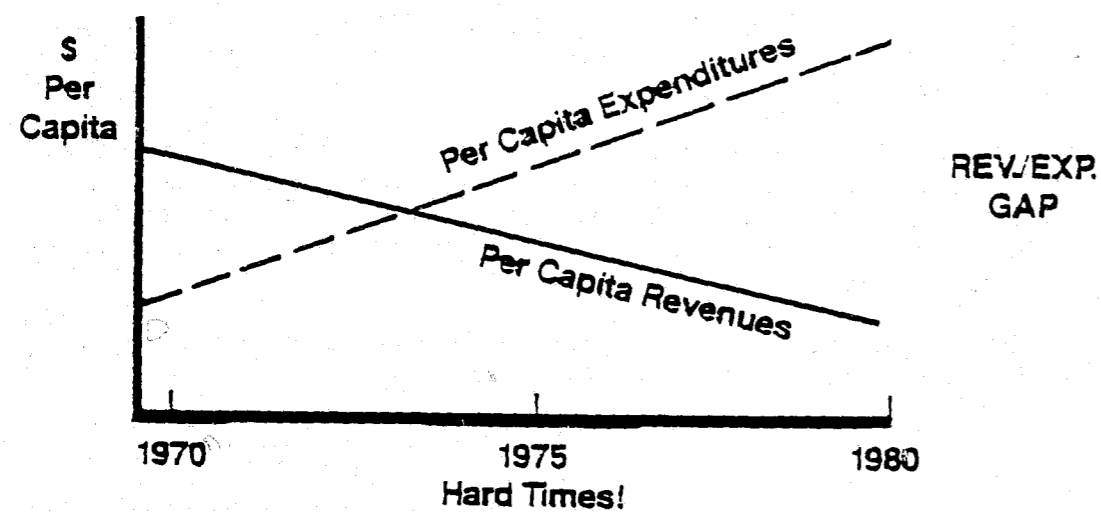 $
Per
Capita
Per Capita Expenditures
REV./EXP.
GAP
Per Capita Revenues
1970 1975 1980
Hard Times!